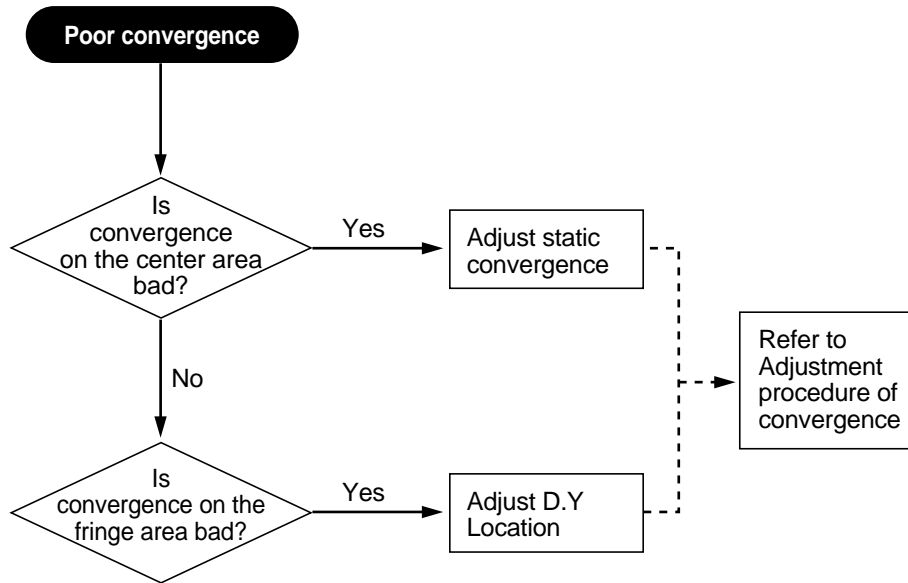 Poor convergence
Is
convergence
on the center area
bad?
Yes
Adjust static
convergence
Refer to
Adjustment
procedure of
convergence
No
Is
convergence on the
fringe area bad?
Yes
Adjust D.Y
Location